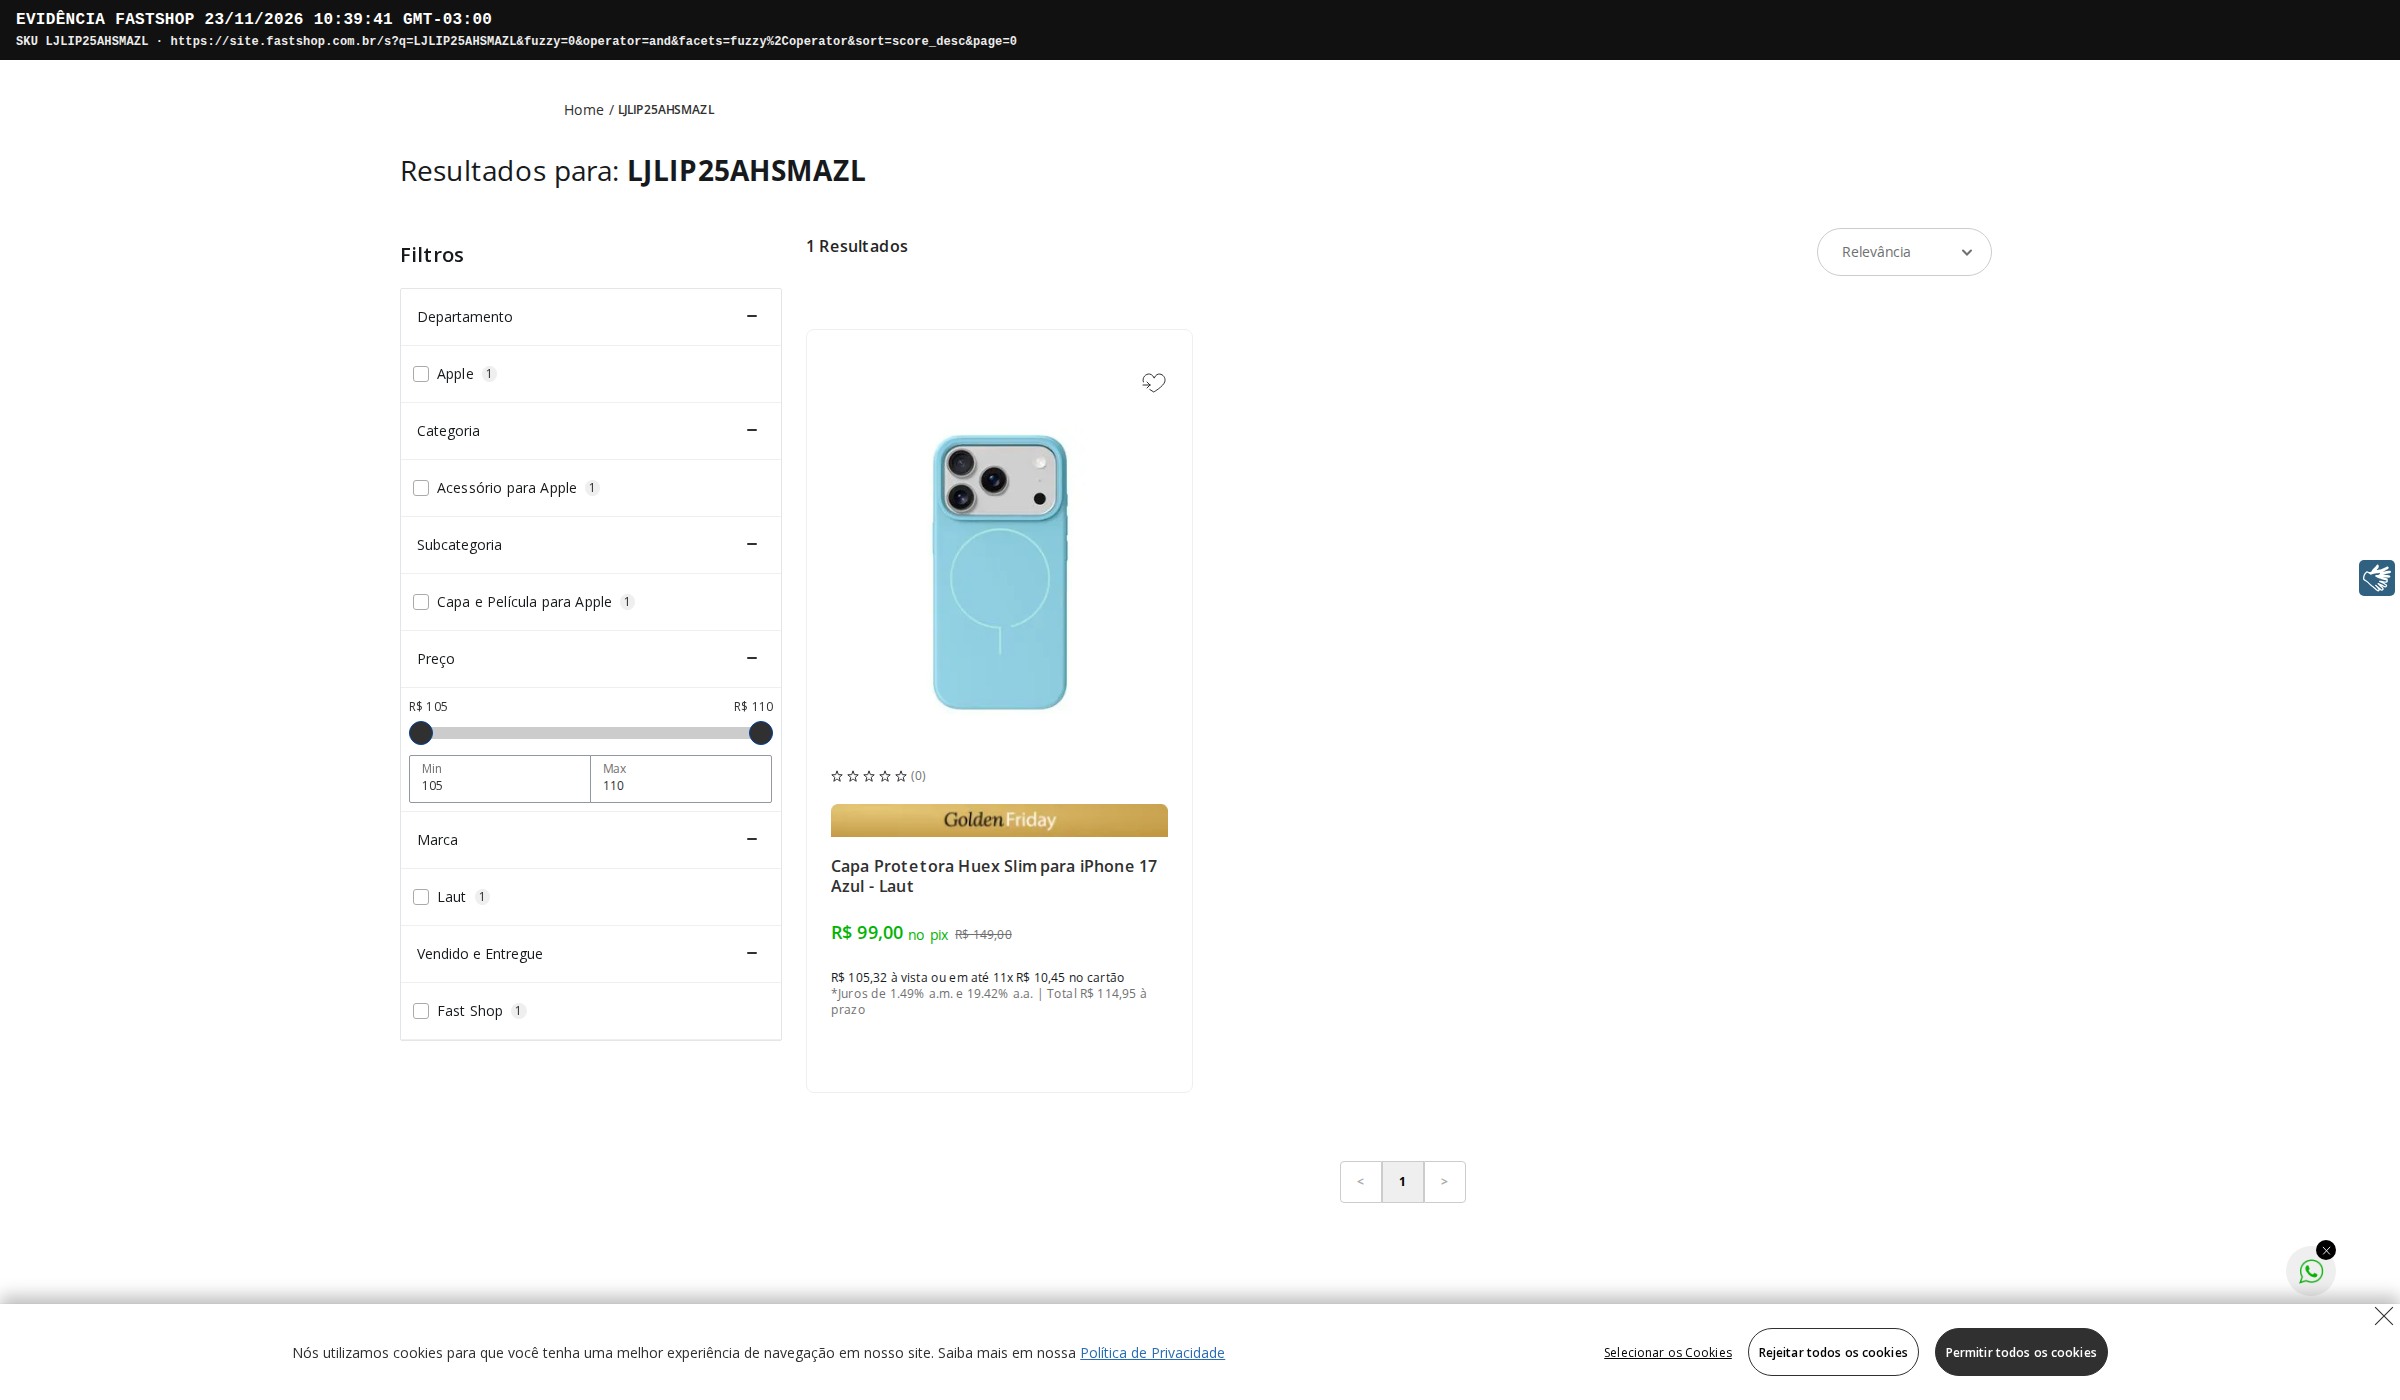 EVIDÊNCIA FASTSHOP 23/11/2026 10:39:41 GMT-03:00
SKU LJLIP25AHSMAZL · https://site.fastshop.com.br/s?q=LJLIP25AHSMAZL&fuzzy=0&operator=and&facets=fuzzy%2Coperator&sort=score_desc&page=0
Home / LJLIP25AHSMAZL
Resultados para: LJLIP25AHSMAZL
Filtros
1 Resultados
Relevância
Departamento
Apple 1
Categoria
Acessório para Apple 1
Subcategoria
Capa e Película para Apple 1
Preço
R$ 105 R$ 110
Min Max
105 110
Marca
Laut 1
Vendido e Entregue
Fast Shop 1
(0)
Golden Friday
Capa Protetora Huex Slim para iPhone 17
Azul - Laut
R$ 99,00 no pix R$ 149,00
R$ 105,32 à vista ou em até 11x R$ 10,45 no cartão
*Juros de 1.49% a.m. e 19.42% a.a. | Total R$ 114,95 à
prazo
< 1 >
Nós utilizamos cookies para que você tenha uma melhor experiência de navegação em nosso site. Saiba mais em nossa Política de Privacidade
Selecionar os Cookies
Rejeitar todos os cookies
Permitir todos os cookies